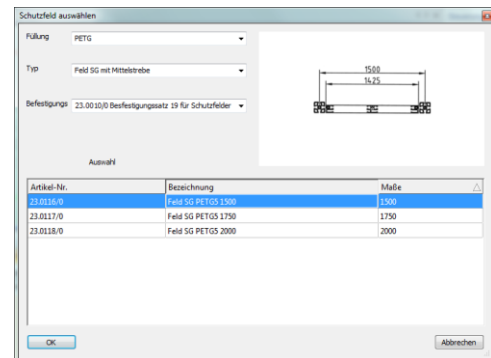 Schutzfeld auswählen
Füllung PETG
Typ Feld SG mit Mittelstrebe
Befestigungs 23.0010/0 Besfestigungssatz 19 für Schutzfelder
1500
1425
Auswahl
Artikel-Nr. Bezeichnung Maße
23.0116/0 Feld SG PETG5 1500 1500
23.0117/0 Feld SG PETG5 1750 1750
23.0118/0 Feld SG PETG5 2000 2000
OK Abbrechen